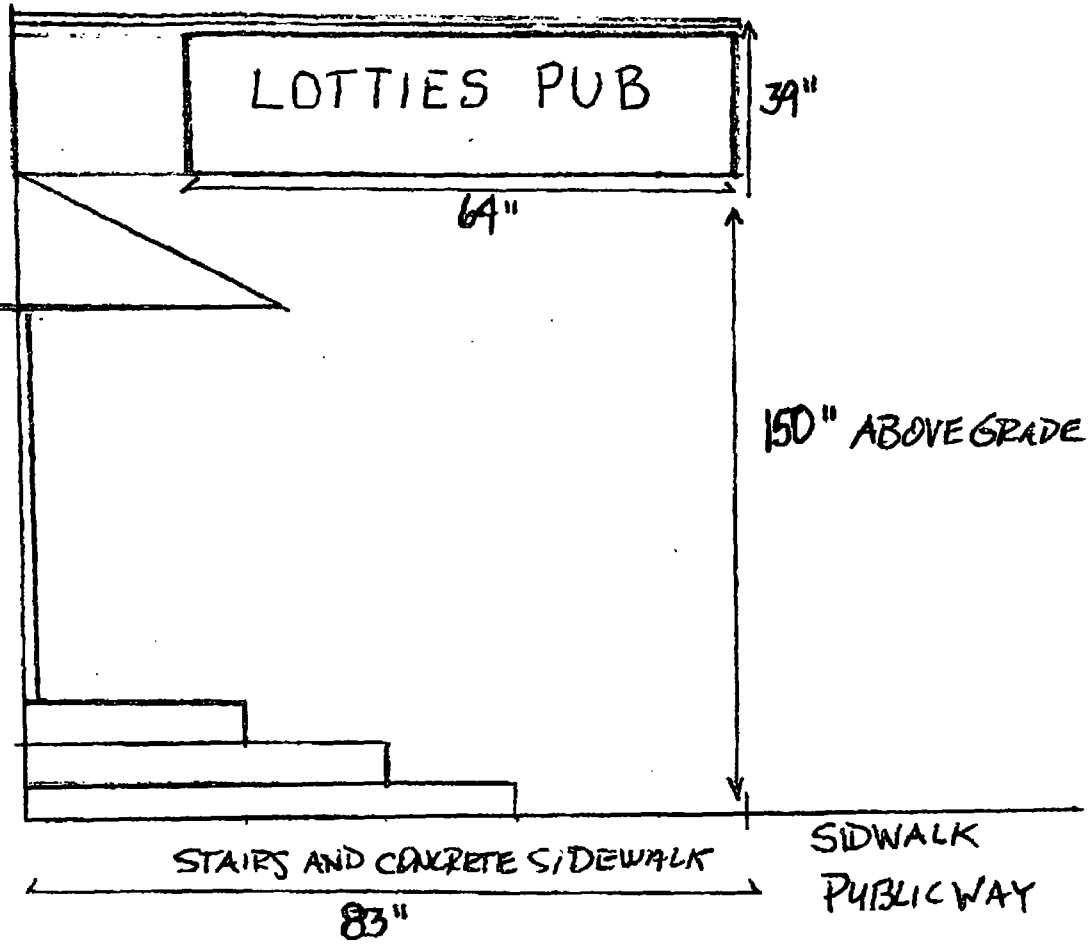 LOTTIES PUB
39"
64"
150" ABOVE GRADE
STAIRS AND CONCRETE SIDEWALK
SIDWALK
PUBLIC WAY
83"